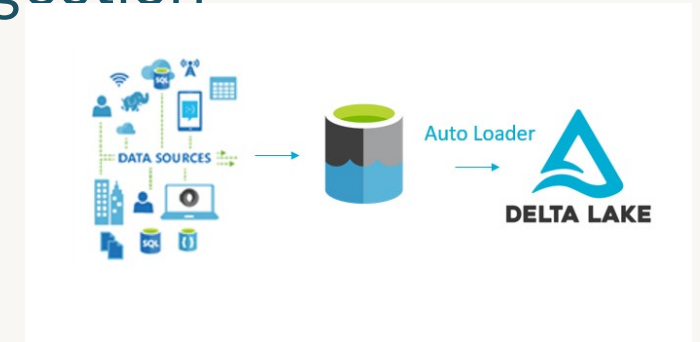 SQL
DATA SOURCES
Auto Loader
DELTA LAKE
SQL
{ }